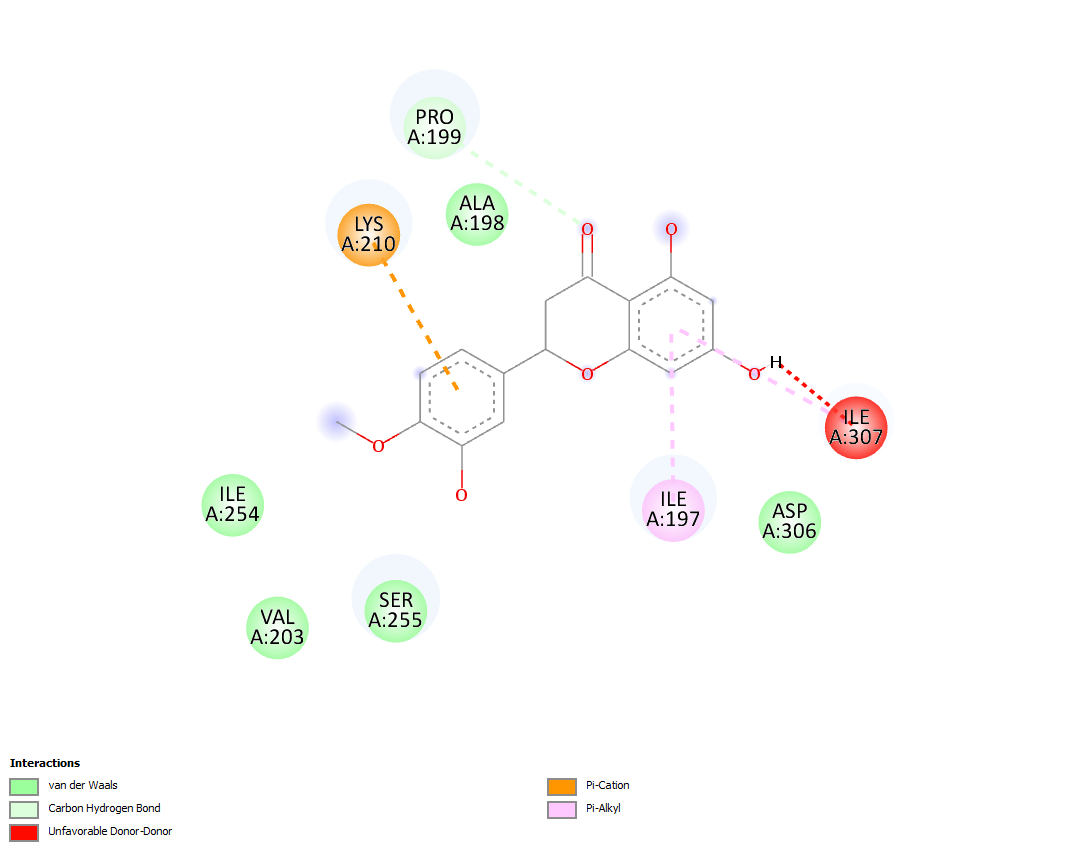 PRO
A:199
ALA
A:198
LYS
A:210
O
O
O
O
H
O
O
ILE
A:307
ILE
A:254
ILE
A:197
ASP
A:306
SER
A:255
VAL
A:203
Interactions
van der Waals
Carbon Hydrogen Bond
Unfavorable Donor-Donor
Pi-Cation
Pi-Alkyl